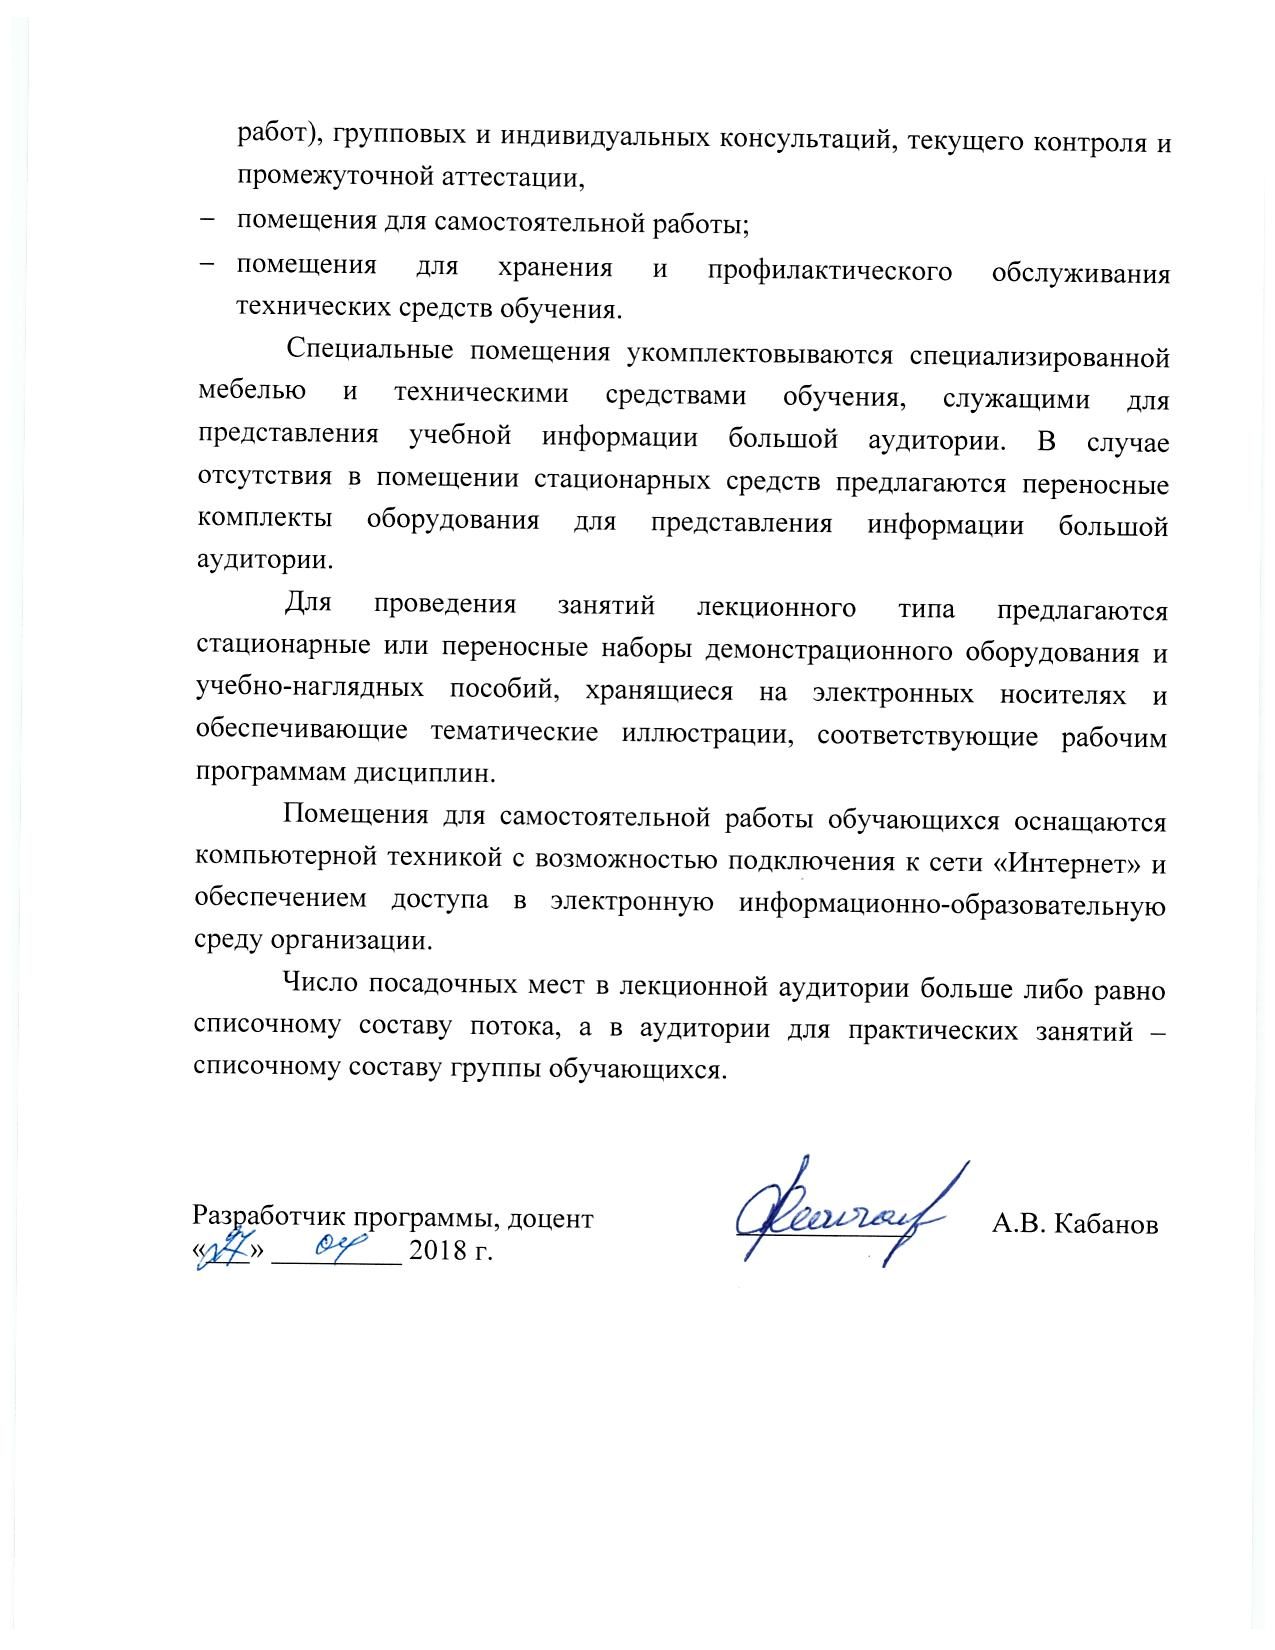 работ), групповых и индивидуальных консультаций, текущего контроля и
промежуточной аттестации,
− помещения для самостоятельной работы;
− помещения для хранения и профилактического обслуживания
технических средств обучения.
Специальные помещения укомплектовываются специализированной
мебелью и техническими средствами обучения, служащими для
представления учебной информации большой аудитории. В случае
отсутствия в помещении стационарных средств предлагаются переносные
комплекты оборудования для представления информации большой
аудитории.
Для проведения занятий лекционного типа предлагаются
стационарные или переносные наборы демонстрационного оборудования и
учебно-наглядных пособий, хранящиеся на электронных носителях и
обеспечивающие тематические иллюстрации, соответствующие рабочим
программам дисциплин.
Помещения для самостоятельной работы обучающихся оснащаются
компьютерной техникой с возможностью подключения к сети «Интернет» и
обеспечением доступа в электронную информационно-образовательную
среду организации.
Число посадочных мест в лекционной аудитории больше либо равно
списочному составу потока, а в аудитории для практических занятий –
списочному составу группы обучающихся.
Разработчик программы, доцент А.В. Кабанов
«» 04 2018 г.